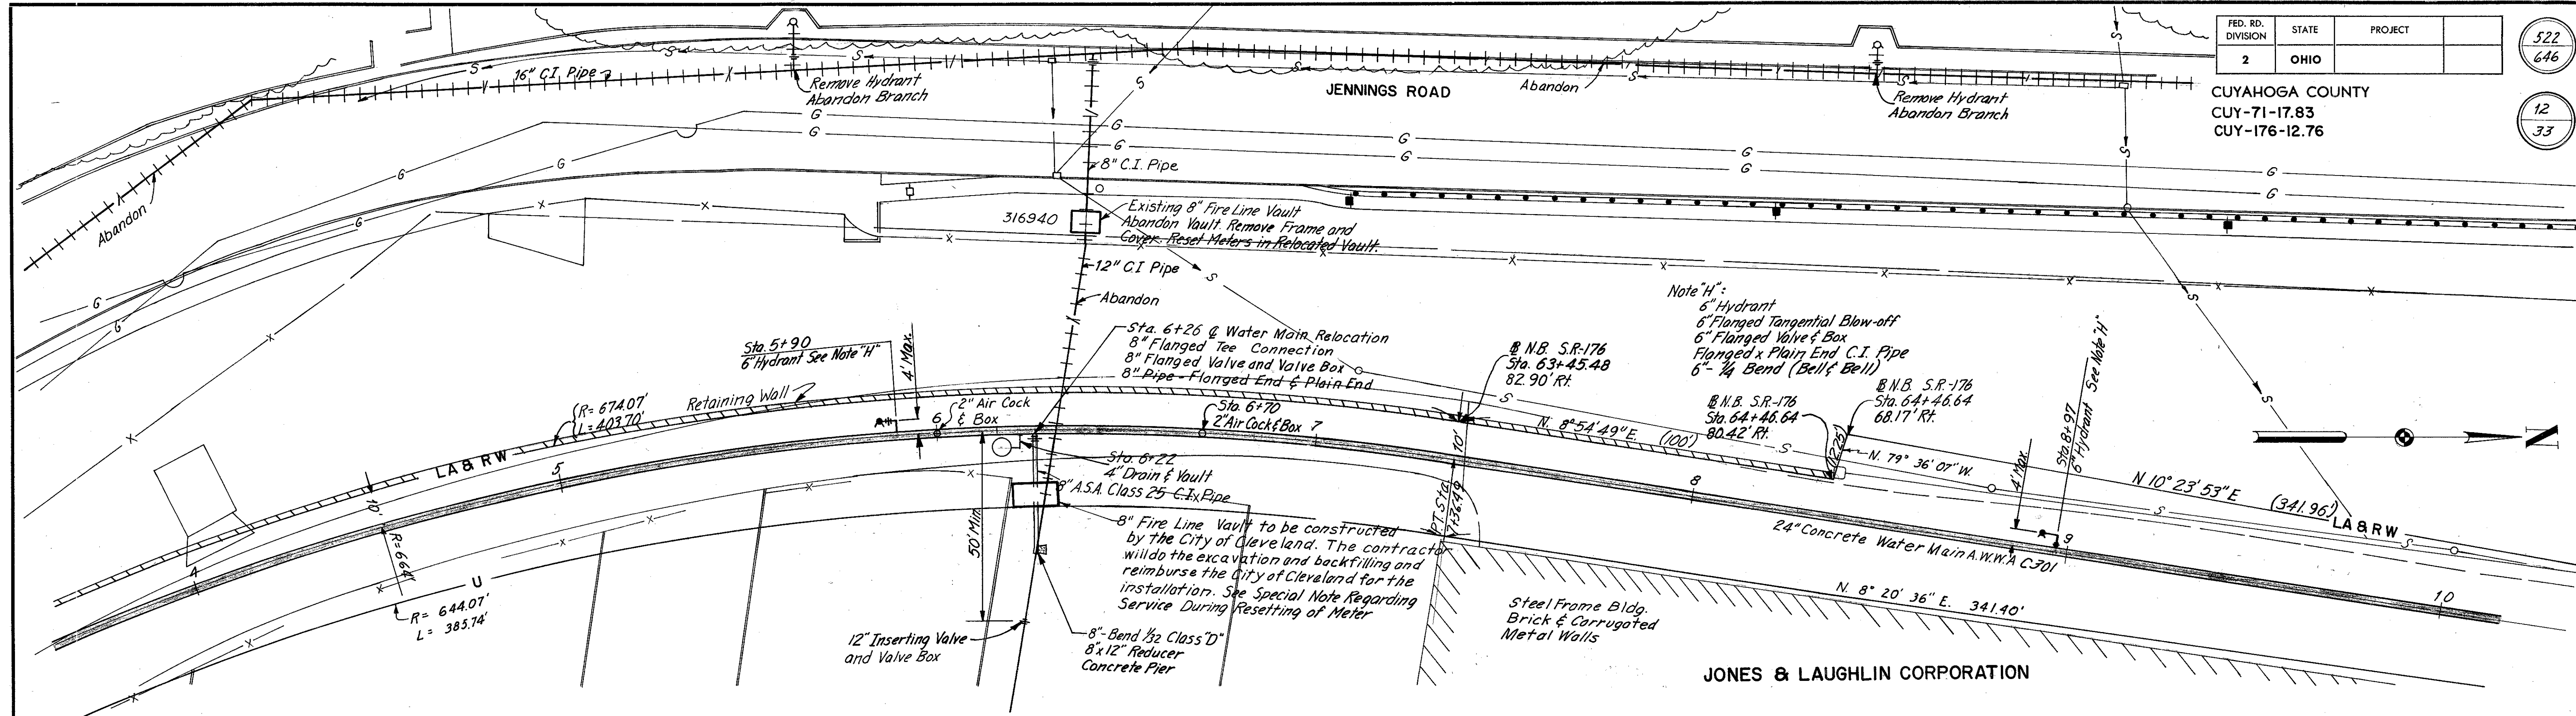 FED. RD. DIVISION STATE PROJECT
2 OHIO
522
646
CUYAHOGA COUNTY
CUY-71-17.83
CUY-176-12.76
12
33
16" C.I. Pipe
Remove Hydrant
Abandon Branch
JENNINGS ROAD
Abandon
Remove Hydrant
Abandon Branch
Abandon
8" C.I. Pipe
316940
Existing 8" Fire Line Vault
Abandon Vault. Remove Frame and
Cover. Reset Meters in Relocated Vault.
12" C.I Pipe
Abandon
Sta. 6+26 ℄ Water Main Relocation
8" Flanged Tee Connection
8" Flanged Valve and Valve Box
8" Pipe - Flanged End & Plain End
Note "H":
6" Hydrant
6" Flanged Tangential Blow-off
6" Flanged Valve & Box
Flanged x Plain End C.I. Pipe
6" - 1/4 Bend (Bell & Bell)
Sta. 5+90
6" Hydrant See Note "H"
4' Max.
Retaining Wall
R= 674.07'
L= 403.70'
LA & RW
10'
2" Air Cock
& Box
Sta. 6+70
2" Air Cock & Box
N.B. S.R-176
Sta. 63+45.48
82.90' Rt.
10'
N. 8° 54' 49" E. (100')
N.B. S.R-176
Sta. 64+46.64
80.42' Rt.
N.B. S.R-176
Sta. 64+46.64
68.17' Rt.
(12.25')
N. 79° 36' 07" W.
4' Max.
Sta. 8+97
6" Hydrant See Note "H"
N 10° 23' 53" E (341.96')
LA & RW
4
5
6
7
8
9
10
R= 664'
R= 644.07'
L= 385.74'
U
Sta. 6+22
4" Drain & Vault
8" A.S.A. Class 25 C.I. Pipe
50' Min.
8" Fire Line Vault to be constructed
by the City of Cleveland. The contractor
will do the excavation and backfilling and
reimburse the City of Cleveland for the
installation. See Special Note Regarding
Service During Resetting of Meter
P.T. Sta.
7+36.49
24" Concrete Water Main A.W.W.A C301
N. 8° 20' 36" E. 341.40'
12" Inserting Valve
and Valve Box
8"-Bend 1/32 Class "D"
8" x 12" Reducer
Concrete Pier
Steel Frame Bldg.
Brick & Corrugated
Metal Walls
JONES & LAUGHLIN CORPORATION